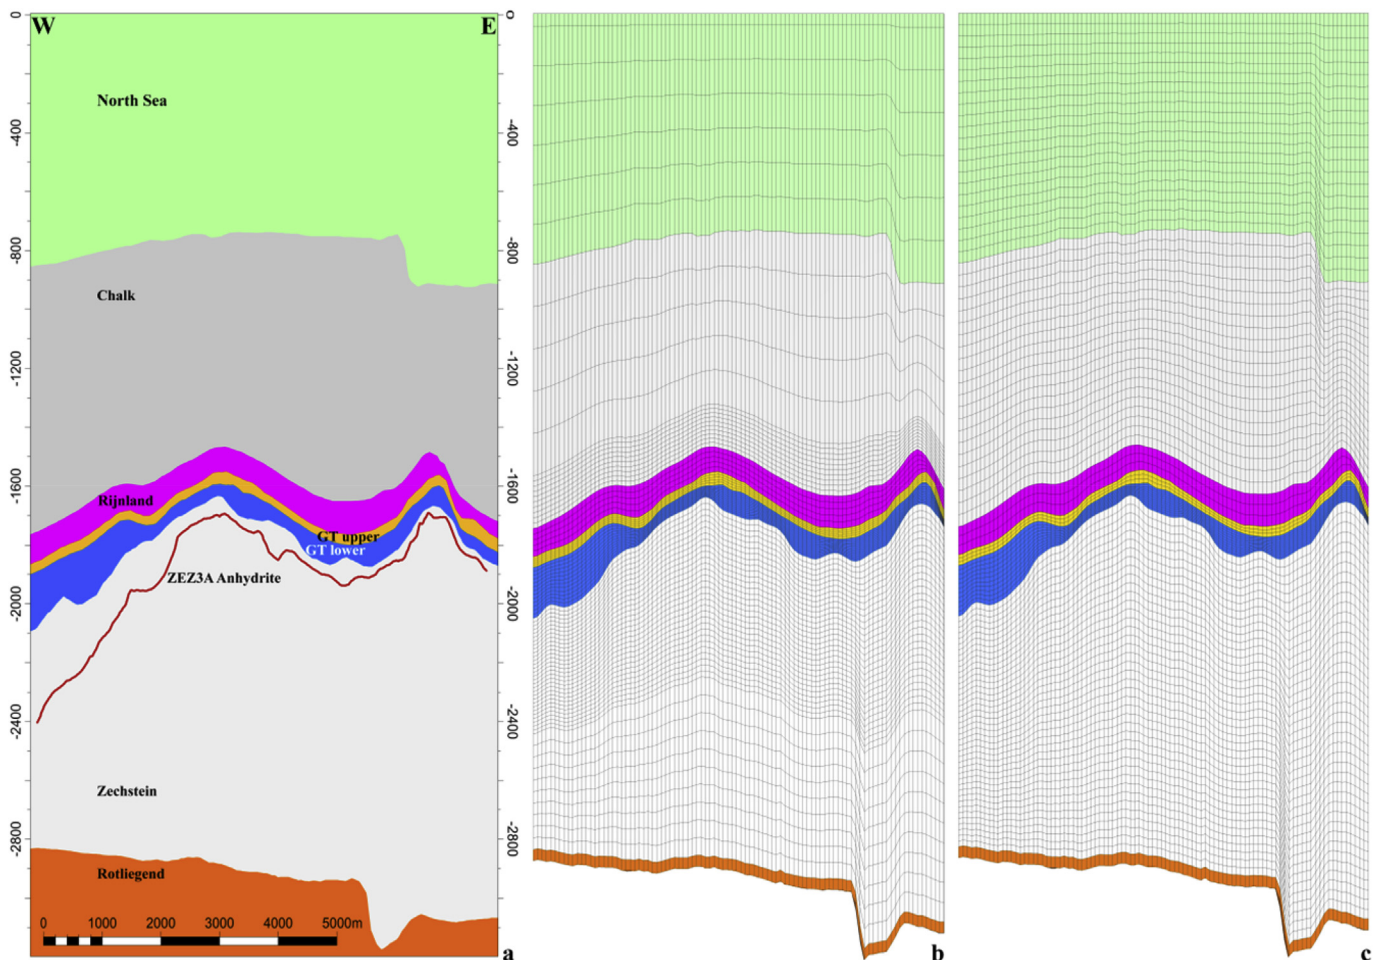 W
E
0
-400
-800
-1200
-1600
-2000
-2400
-2800
0
-400
-800
-1200
-1600
-2000
-2400
-2800
North Sea
Chalk
Rijnland
GT upper
GT lower
ZEZ3A Anhydrite
Zechstein
Rotliegend
0 1000 2000 3000 4000 5000m
a
b
c